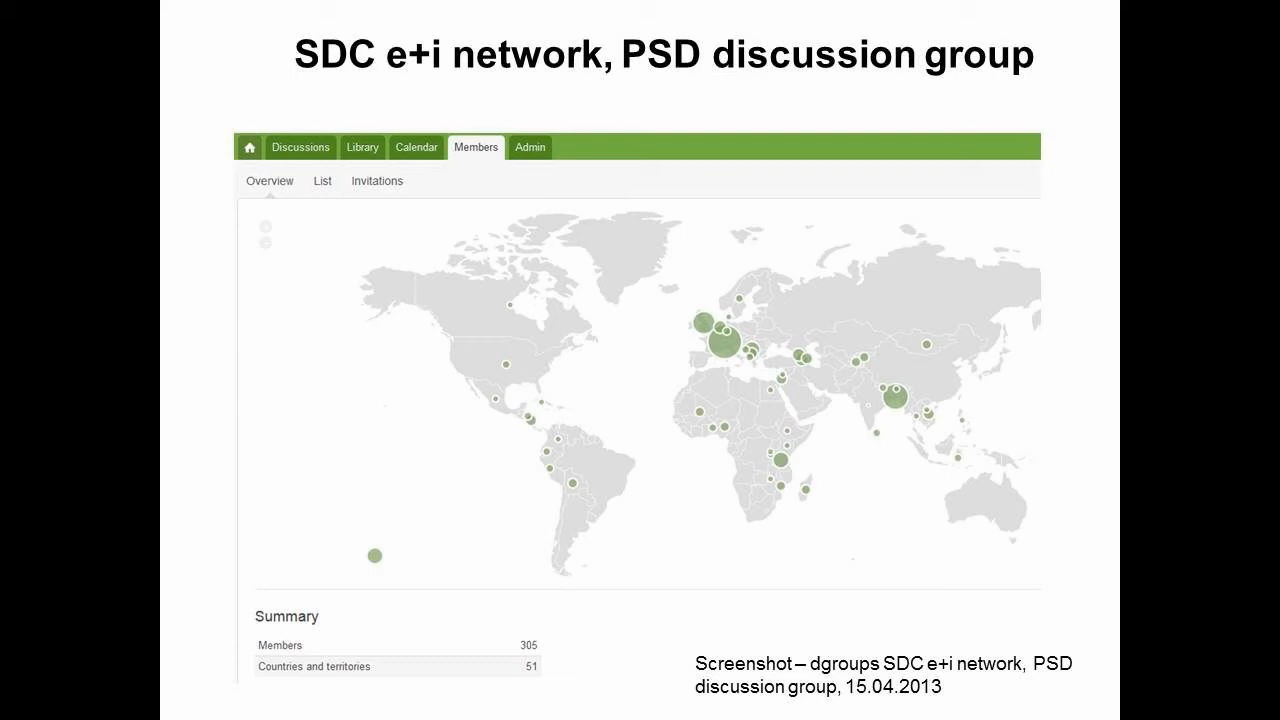 SDC e+i network, PSD discussion group
Discussions Library Calendar Members Admin
Overview List Invitations
Summary
Members 305
Countries and territories 51
Screenshot – dgroups SDC e+i network, PSD
discussion group, 15.04.2013